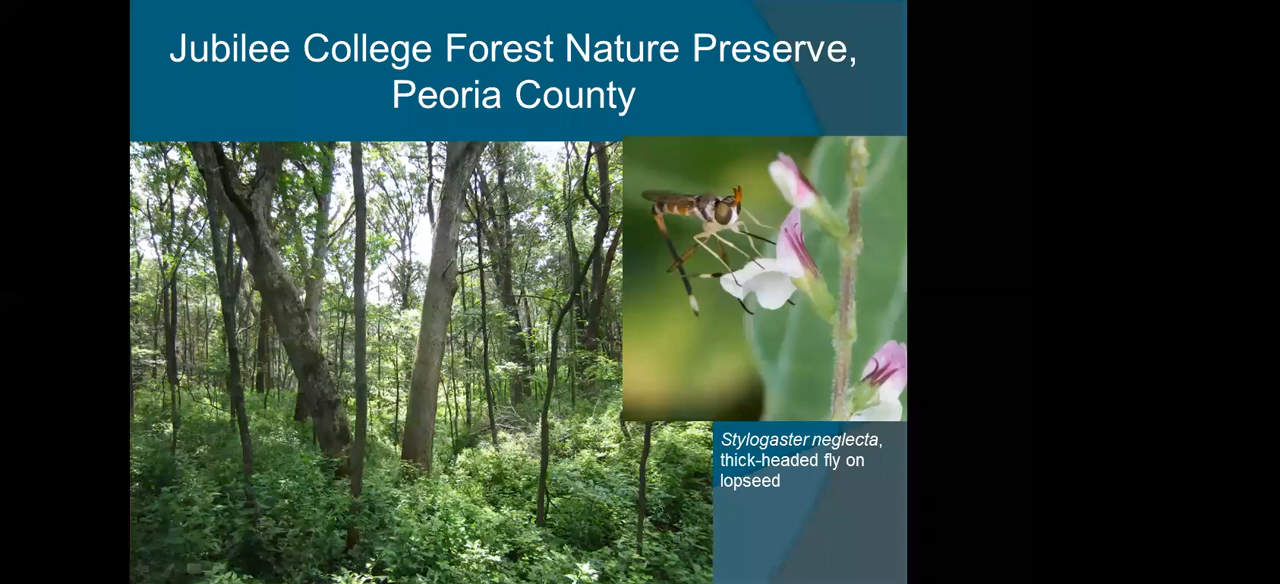 Jubilee College Forest Nature Preserve,
Peoria County
Stylogaster neglecta,
thick-headed fly on
lopseed